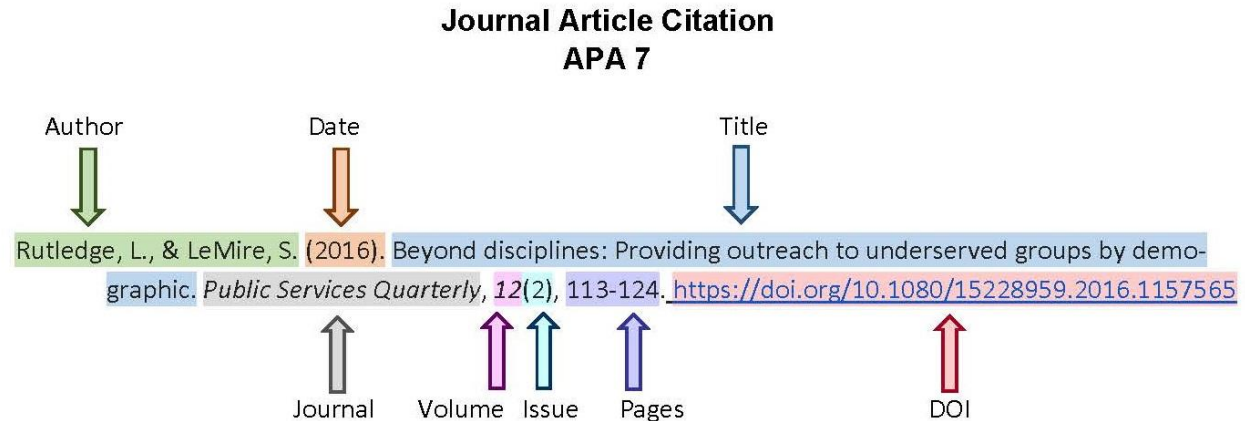 Journal Article Citation
APA 7
Author Date Title
Rutledge, L., & LeMire, S. (2016). Beyond disciplines: Providing outreach to underserved groups by demo-
graphic. Public Services Quarterly, 12(2), 113-124. https://doi.org/10.1080/15228959.2016.1157565
Journal Volume Issue Pages DOI